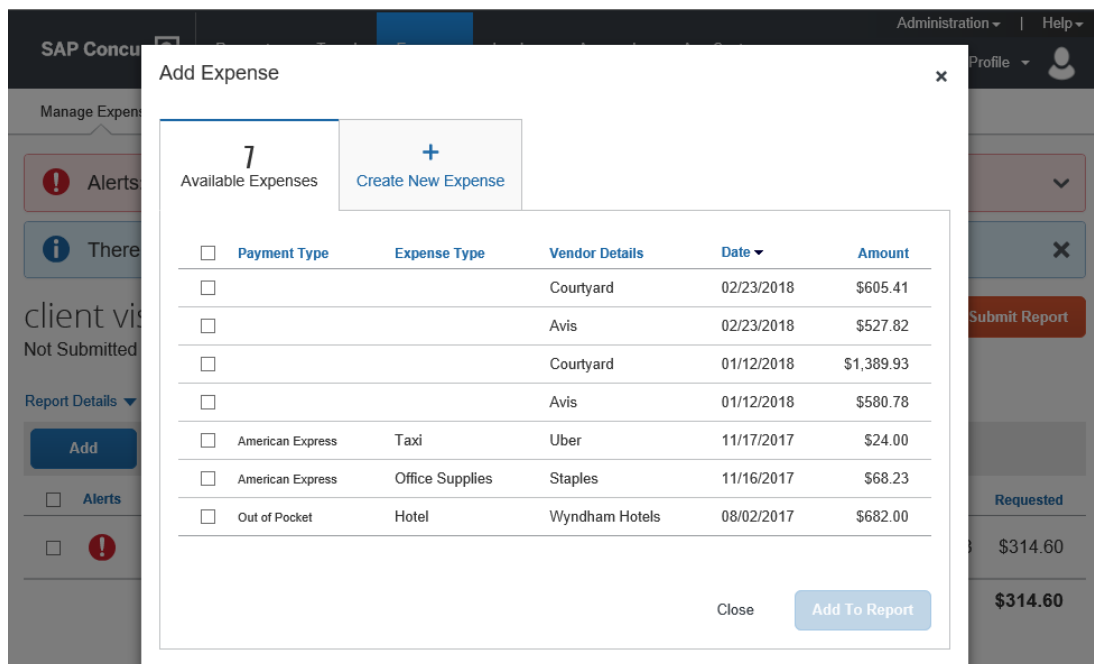 Administration | Help
SAP Concu
Profile
Add Expense
×
Manage Expen
7
Available Expenses
+
Create New Expense
Alerts
There
Payment Type Expense Type Vendor Details Date Amount
Courtyard 02/23/2018 $605.41
Avis 02/23/2018 $527.82
Courtyard 01/12/2018 $1,389.93
Avis 01/12/2018 $580.78
American Express Taxi Uber 11/17/2017 $24.00
American Express Office Supplies Staples 11/16/2017 $68.23
Out of Pocket Hotel Wyndham Hotels 08/02/2017 $682.00
client vis
Submit Report
Not Submitted
Report Details
Add
Alerts
Requested
$314.60
$314.60
Close Add To Report